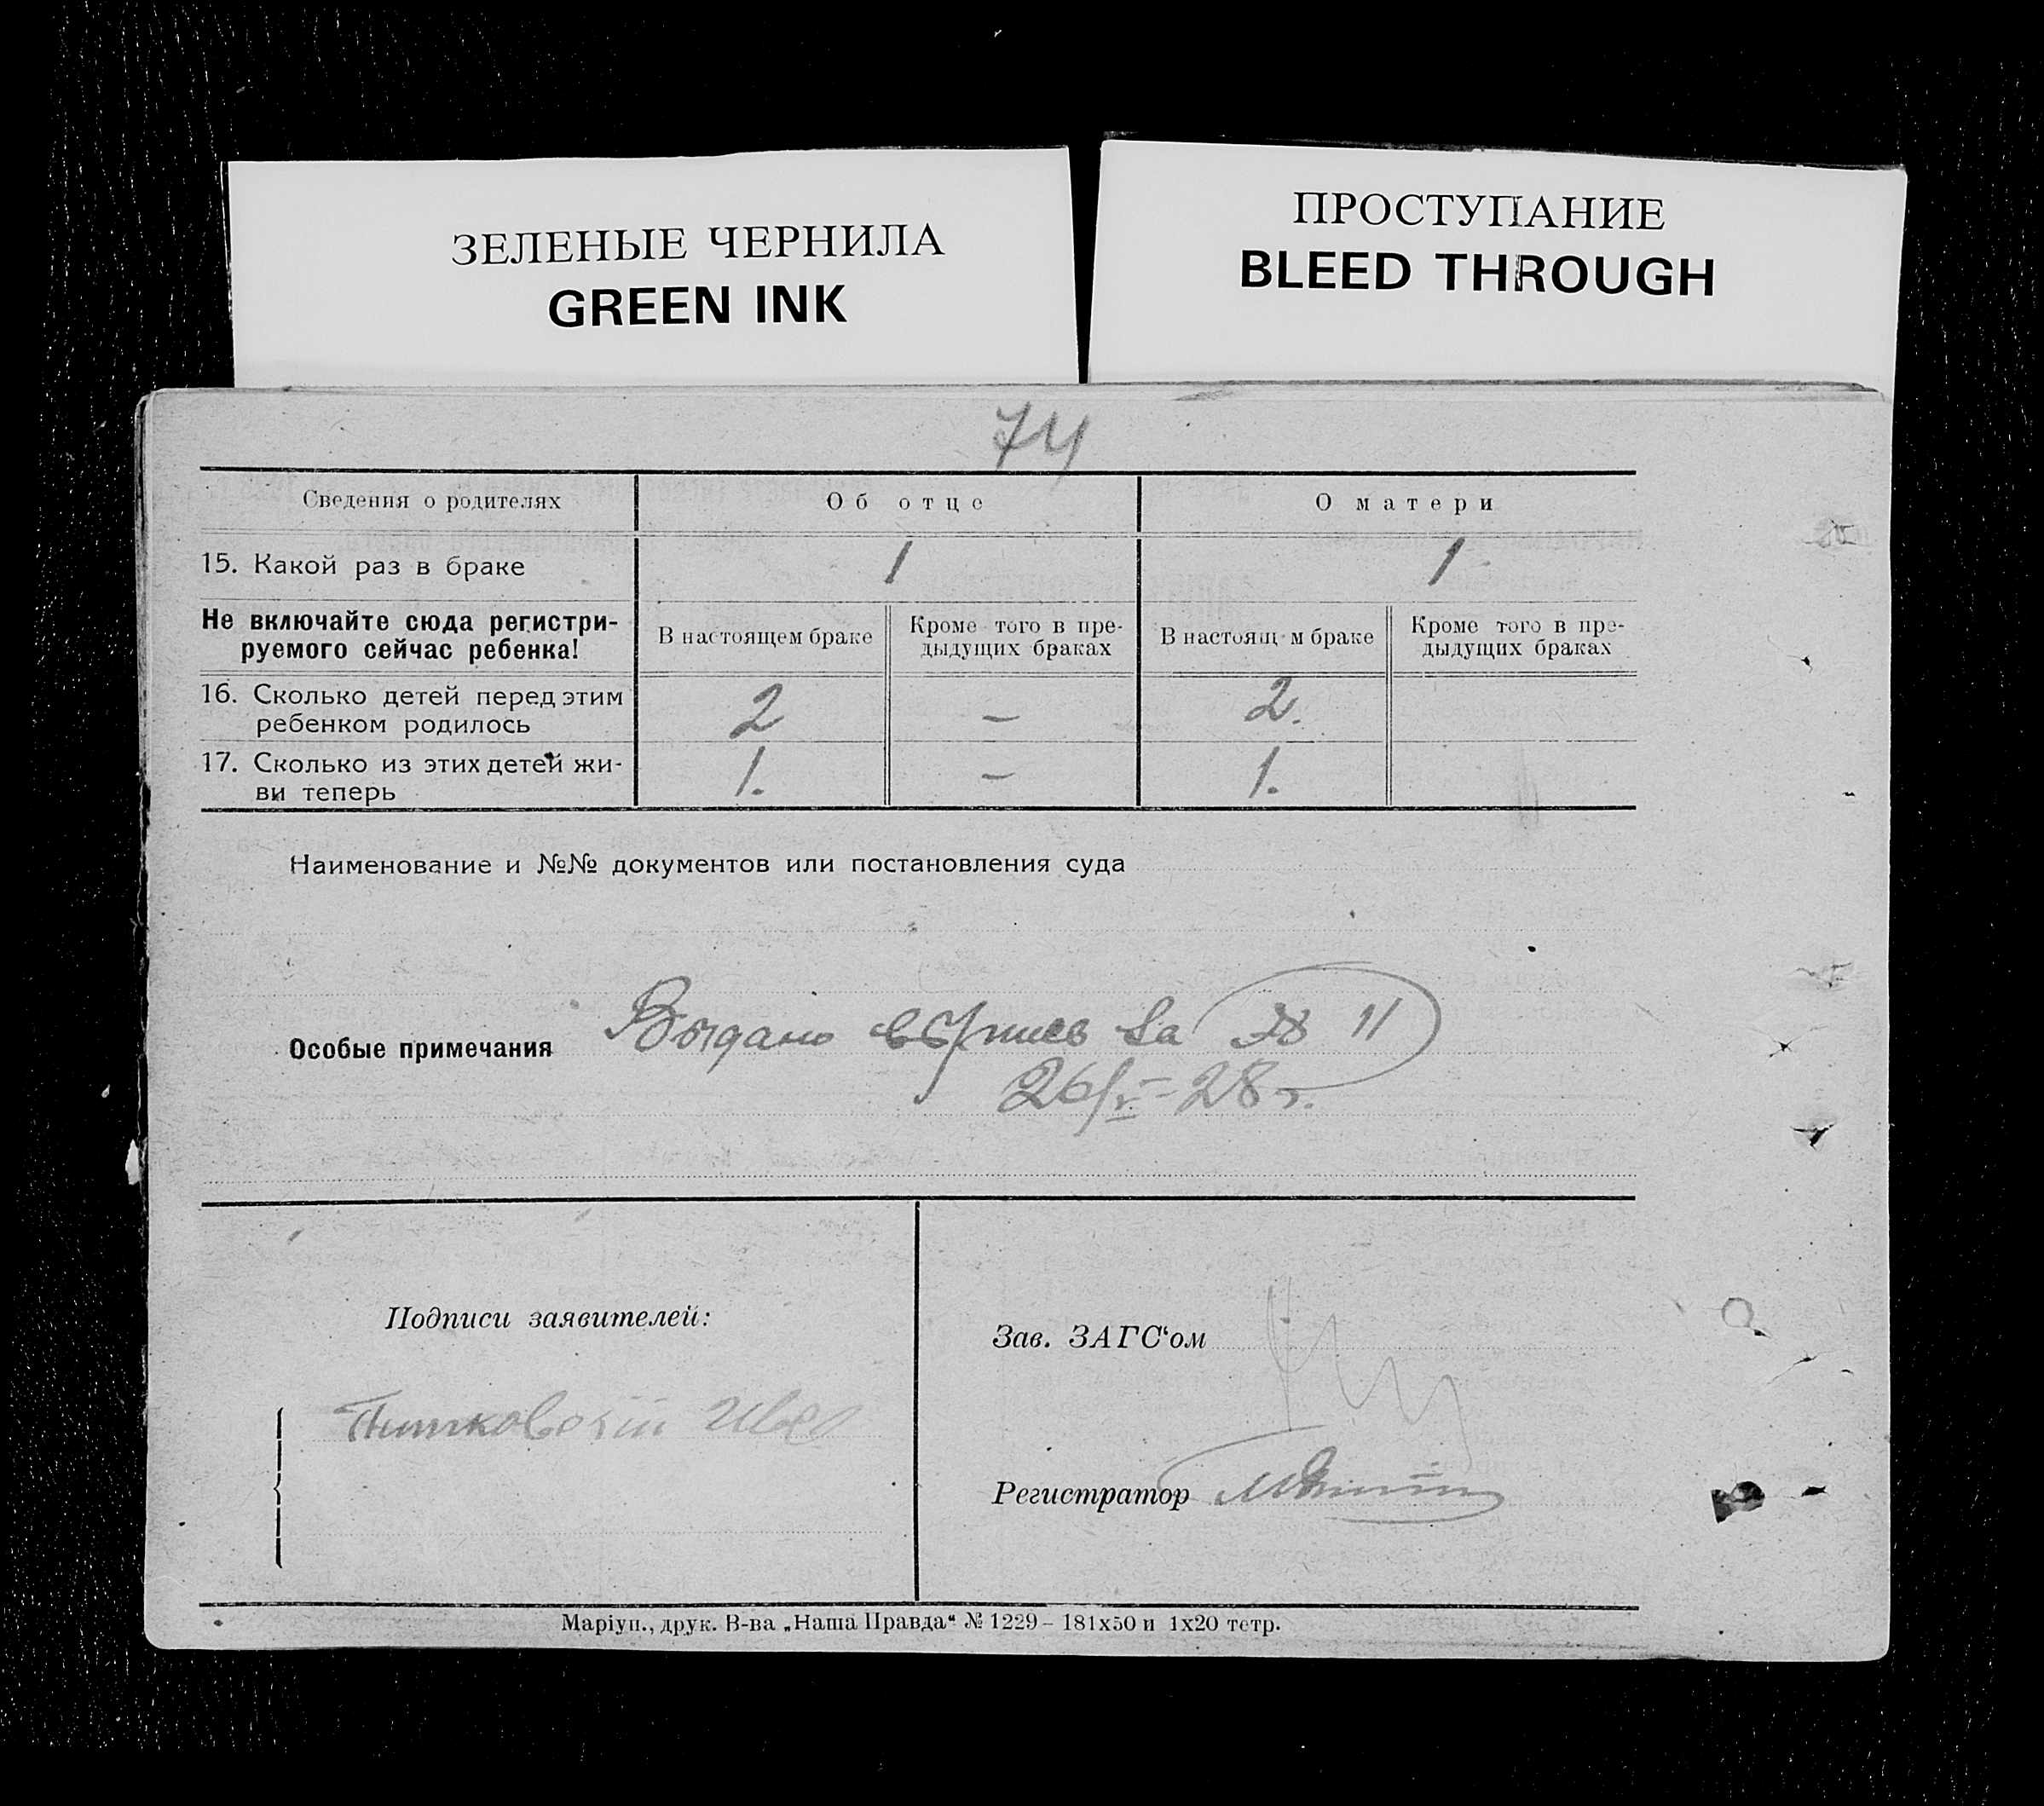 ЗЕЛЕНЫЕ ЧЕРНИЛА
GREEN INK
ПРОСТУПАНИЕ
BLEED THROUGH
74
Сведения о родителях Об отце О матери
15. Какой раз в браке 1 1
Не включайте сюда регистри-
руемого сейчас ребенка!
В настоящем браке
Кроме того в пре-
дыдущих браках
В настоящ м браке
Кроме того в пре-
дыдущих браках
16. Сколько детей перед этим
ребенком родилось 2 – 2.
17. Сколько из этих детей жи-
ви теперь 1. – 1.
Наименование и №№ документов или постановления суда
Особые примечания Выдано за № 11
26/V–28 г.
Подписи заявителей:
Зав. ЗАГС‘ом
Регистратор
Маріуп., друк. В-ва „Наша Правда“ № 1229 – 181х50 и 1х20 тетр.